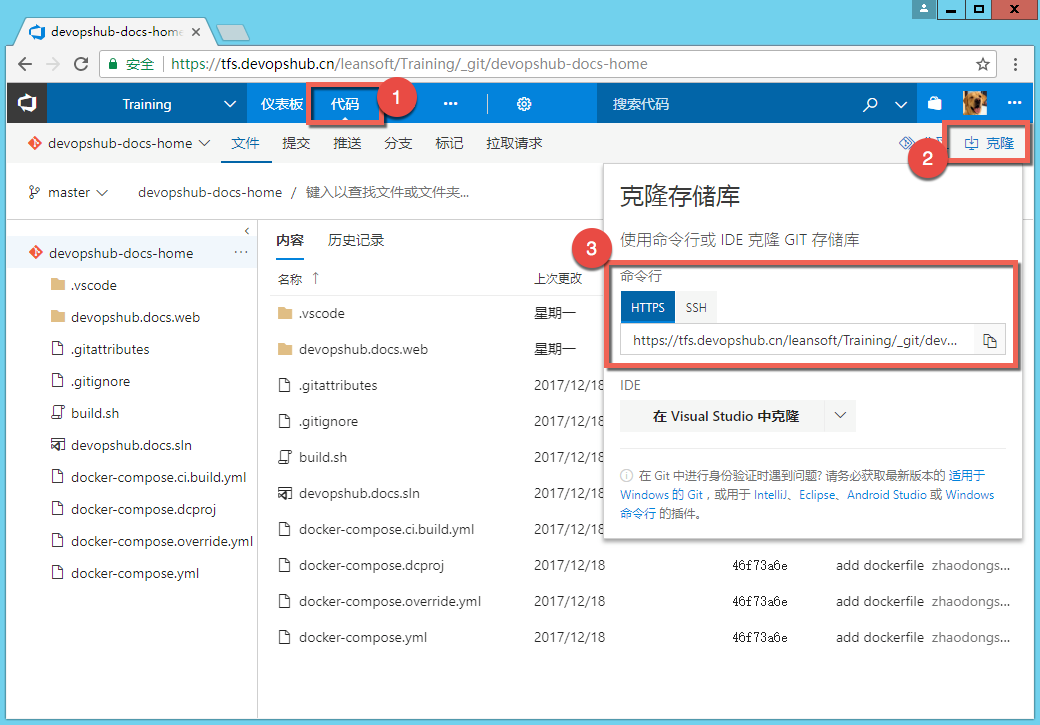 devopshub-docs-home
安全 https://tfs.devopshub.cn/leansoft/Training/_git/devopshub-docs-home
Training 仪表板 代码 1 ··· 搜索代码 ···
devopshub-docs-home 文件 提交 推送 分支 标记 拉取请求 2 克隆
master devopshub-docs-home / 键入以查找文件或文件夹...
克隆存储库
使用命令行或 IDE 克隆 GIT 存储库
3
命令行
HTTPS SSH
https://tfs.devopshub.cn/leansoft/Training/_git/dev...
IDE
在 Visual Studio 中克隆
在 Git 中进行身份验证时遇到问题? 请务必获取最新版本的 适用于
Windows 的 Git，或用于 IntelliJ、Eclipse、Android Studio 或 Windows
命令行 的插件。
devopshub-docs-home ···
.vscode
devopshub.docs.web
.gitattributes
.gitignore
build.sh
devopshub.docs.sln
docker-compose.ci.build.yml
docker-compose.dcproj
docker-compose.override.yml
docker-compose.yml
内容 历史记录
名称 ↑ 上次更改
.vscode 星期一
devopshub.docs.web 星期一
.gitattributes 2017/12/18
.gitignore 2017/12/18
build.sh 2017/12/18
devopshub.docs.sln 2017/12/18
docker-compose.ci.build.yml 2017/12/18
docker-compose.dcproj 2017/12/18 46f73a6e add dockerfile zhaodongs...
docker-compose.override.yml 2017/12/18 46f73a6e add dockerfile zhaodongs...
docker-compose.yml 2017/12/18 46f73a6e add dockerfile zhaodongs...